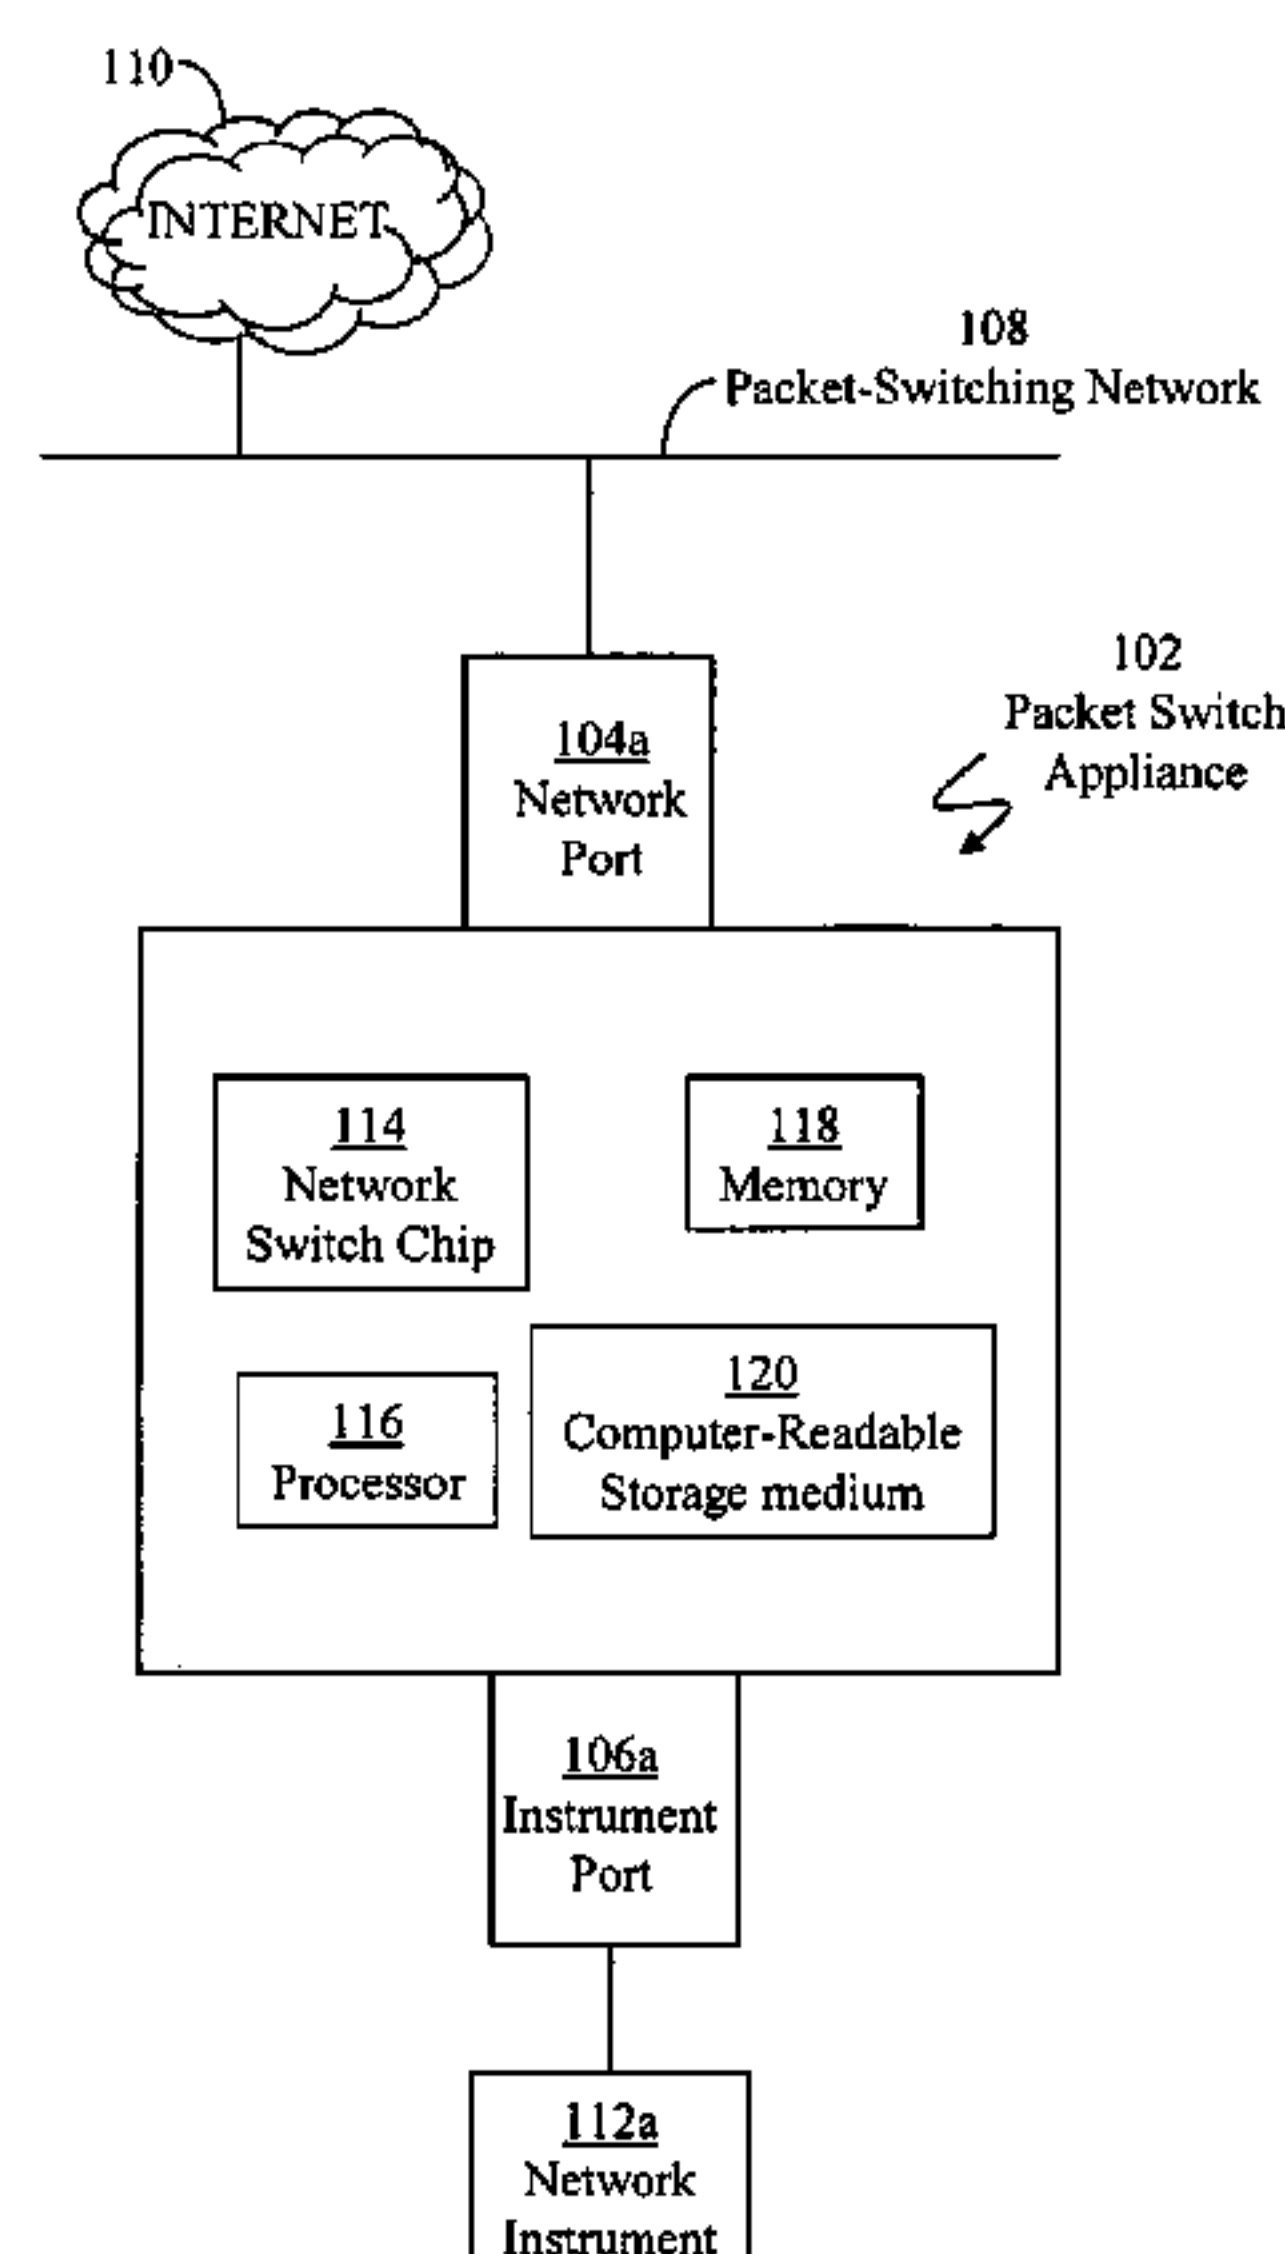 110
INTERNET
108
Packet-Switching Network
102
Packet Switch
Appliance
104a
Network
Port
114
Network
Switch Chip
118
Memory
116
Processor
120
Computer-Readable
Storage medium
106a
Instrument
Port
112a
Network
Instrument